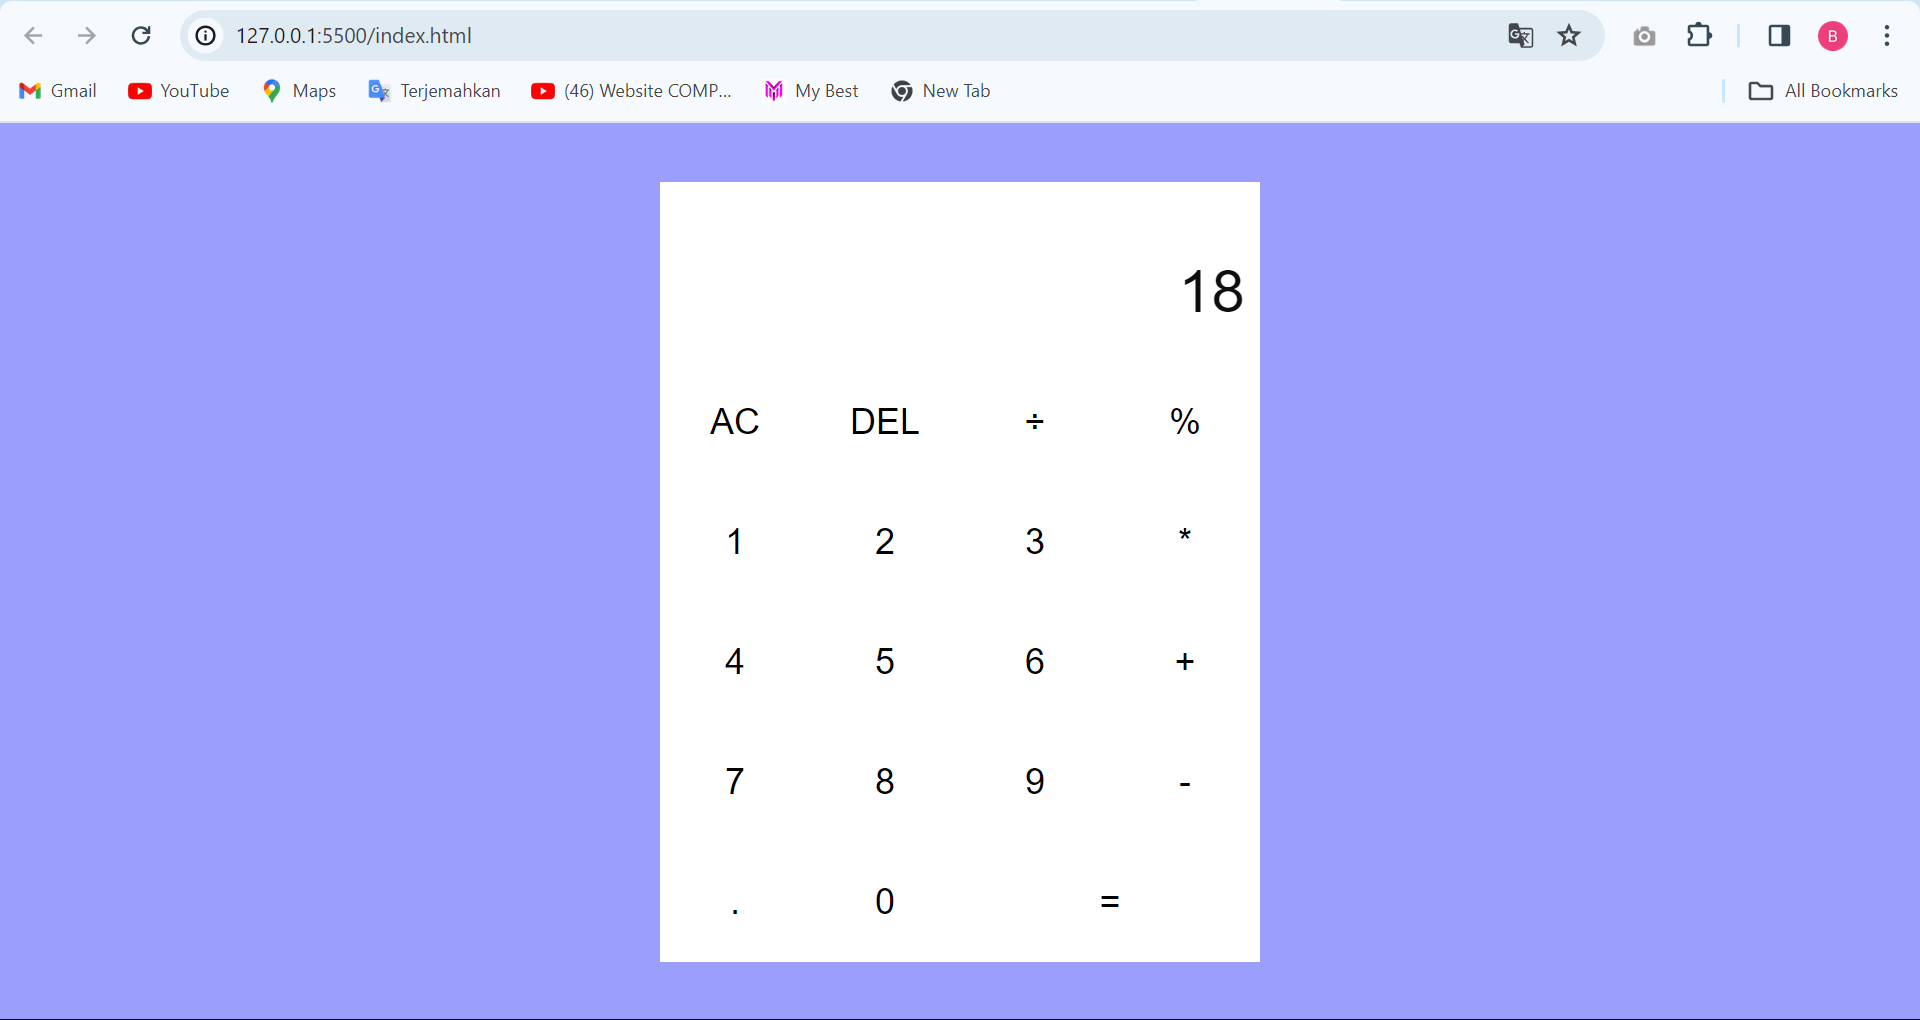 127.0.0.1:5500/index.html
B
Gmail YouTube Maps Terjemahkan (46) Website COMP... My Best New Tab All Bookmarks
18
AC DEL ÷ %
1 2 3 *
4 5 6 +
7 8 9 -
. 0 =